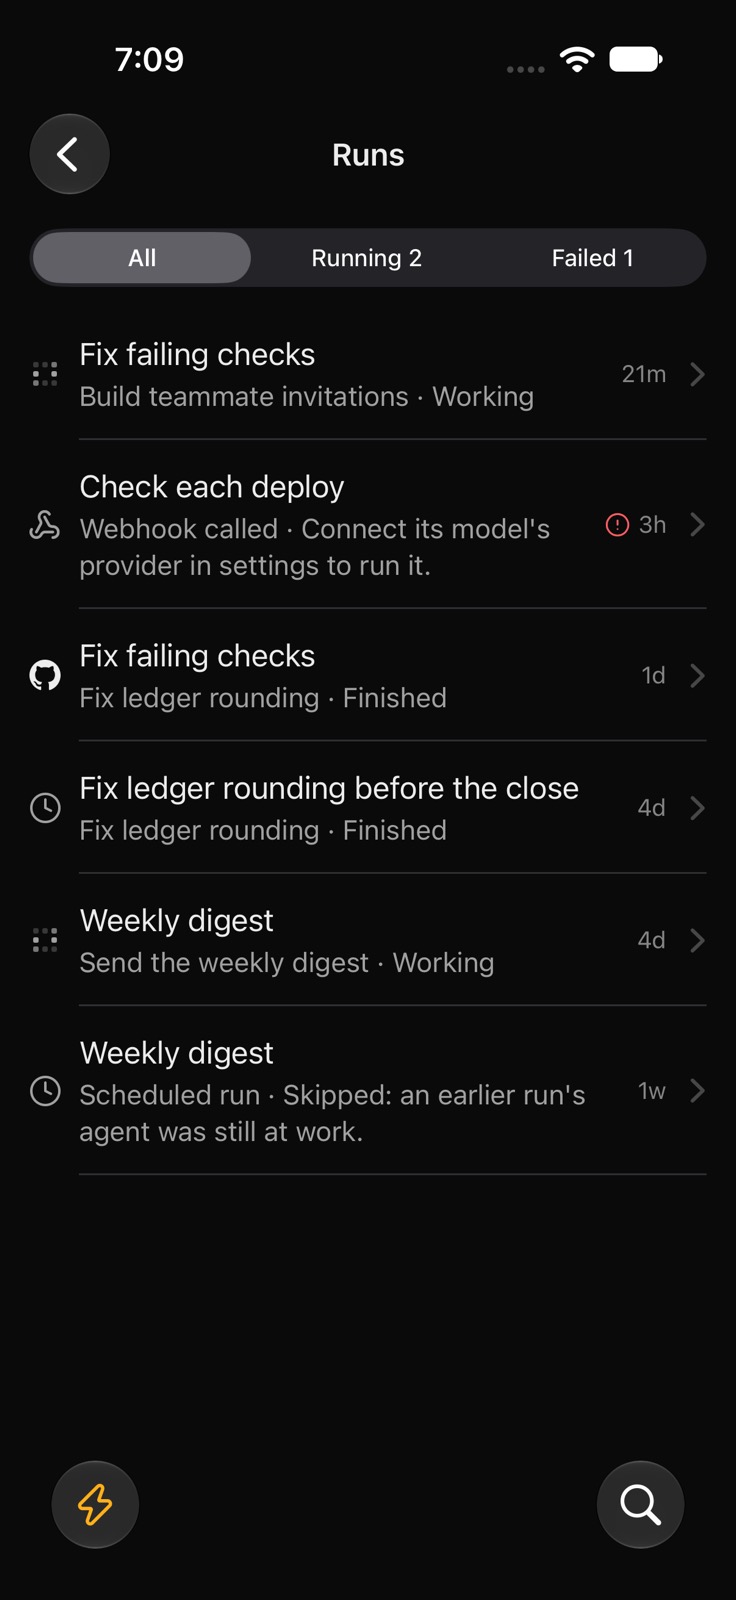 7:09
Runs
All
Running 2
Failed 1
Fix failing checks
Build teammate invitations · Working
21m
Check each deploy
Webhook called · Connect its model's
provider in settings to run it.
3h
Fix failing checks
Fix ledger rounding · Finished
1d
Fix ledger rounding before the close
Fix ledger rounding · Finished
4d
Weekly digest
Send the weekly digest · Working
4d
Weekly digest
Scheduled run · Skipped: an earlier run's
agent was still at work.
1w